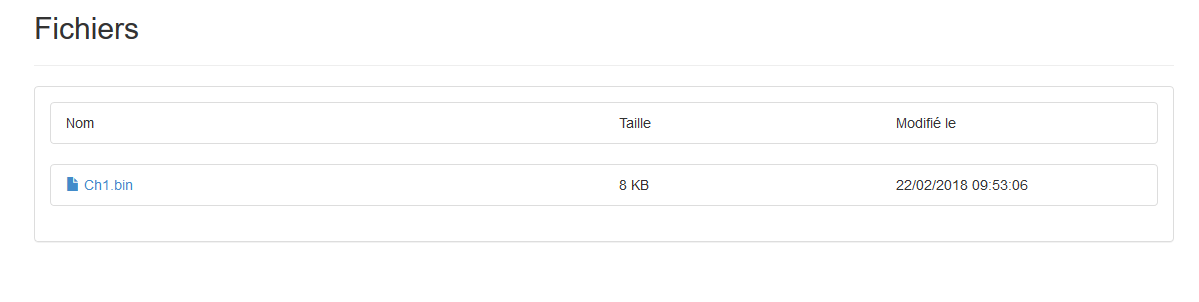 Fichiers
Nom Taille Modifié le
Ch1.bin 8 KB 22/02/2018 09:53:06